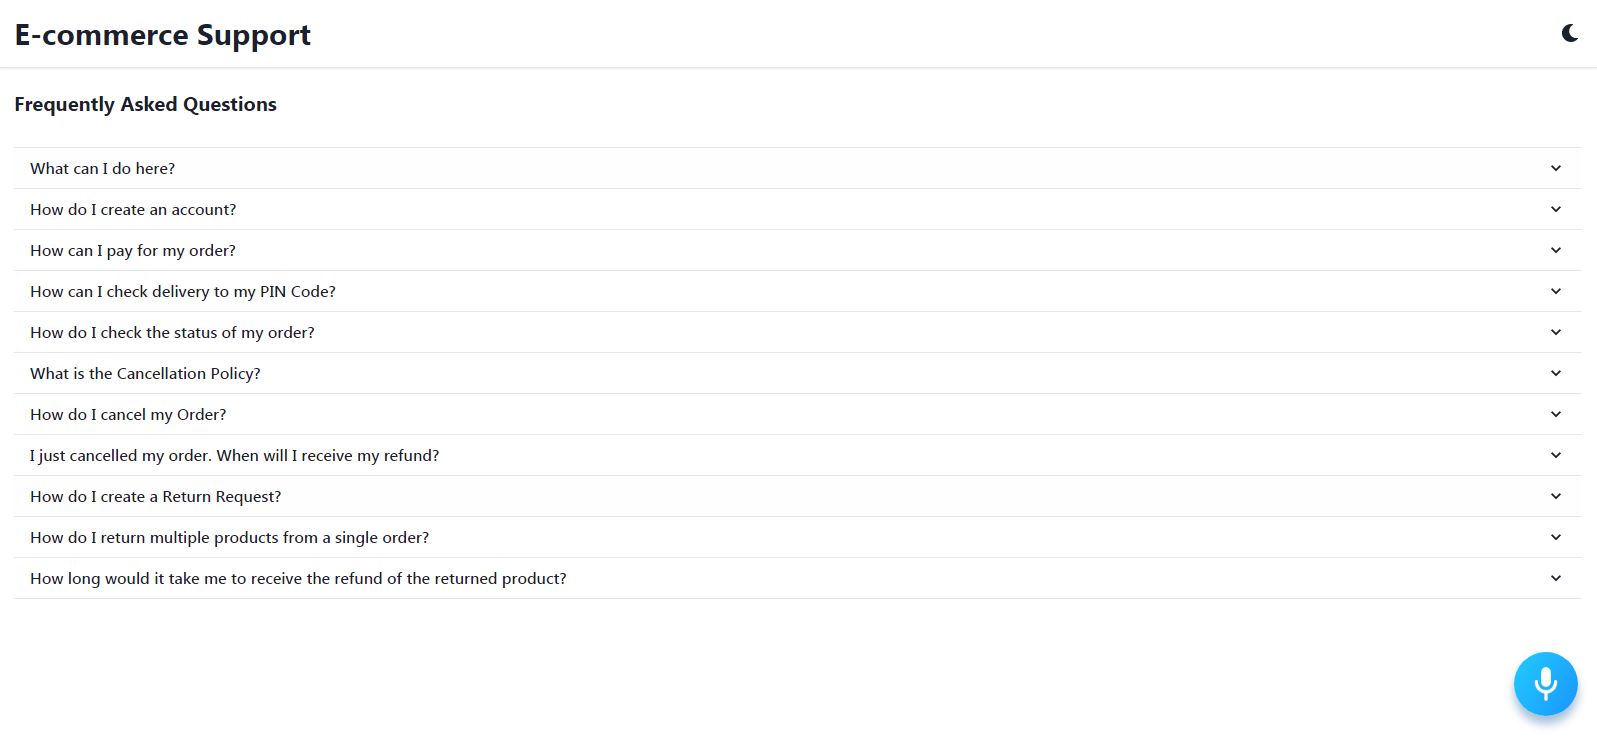 E-commerce Support
Frequently Asked Questions
What can I do here?
How do I create an account?
How can I pay for my order?
How can I check delivery to my PIN Code?
How do I check the status of my order?
What is the Cancellation Policy?
How do I cancel my Order?
I just cancelled my order. When will I receive my refund?
How do I create a Return Request?
How do I return multiple products from a single order?
How long would it take me to receive the refund of the returned product?